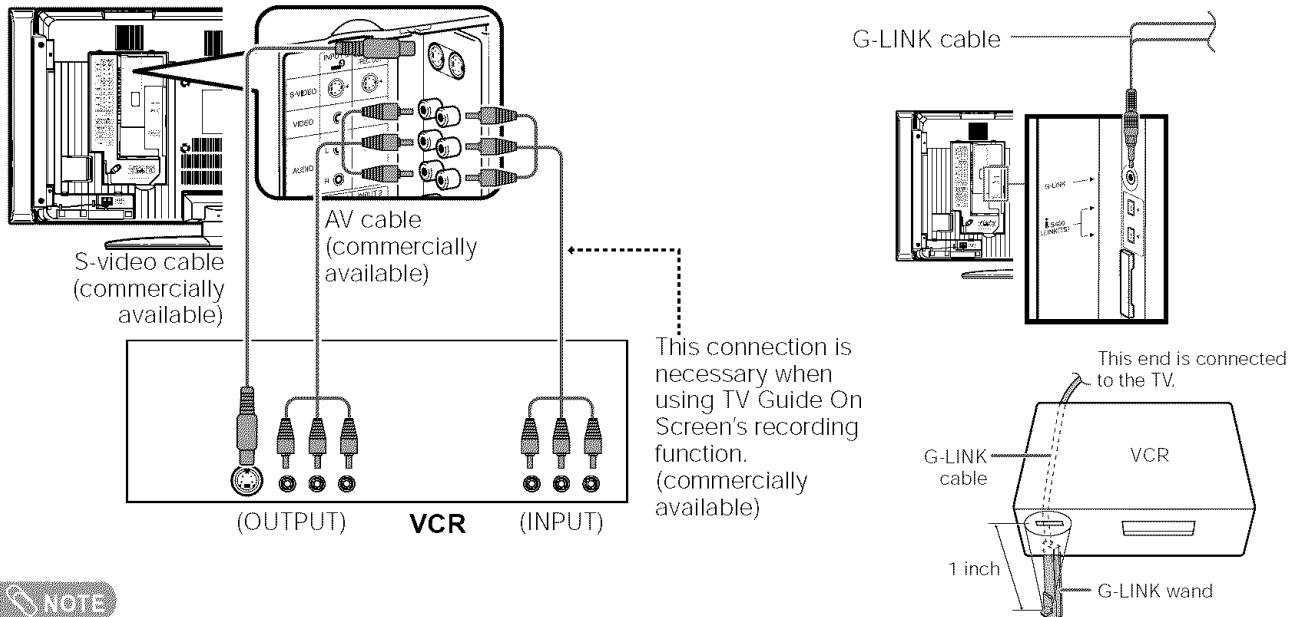 INPUT
S-VIDEO
VIDEO
L
AUDIO
R
AV cable
(commercially
available)
S-video cable
(commercially
available)
This connection is
necessary when
using TV Guide On
Screen's recording
function.
(commercially
available)
(OUTPUT)
VCR
(INPUT)
NOTE
G-LINK cable
G-LINK
S400
This end is connected
to the TV.
VCR
G-LINK
cable
1 inch
G-LINK wand